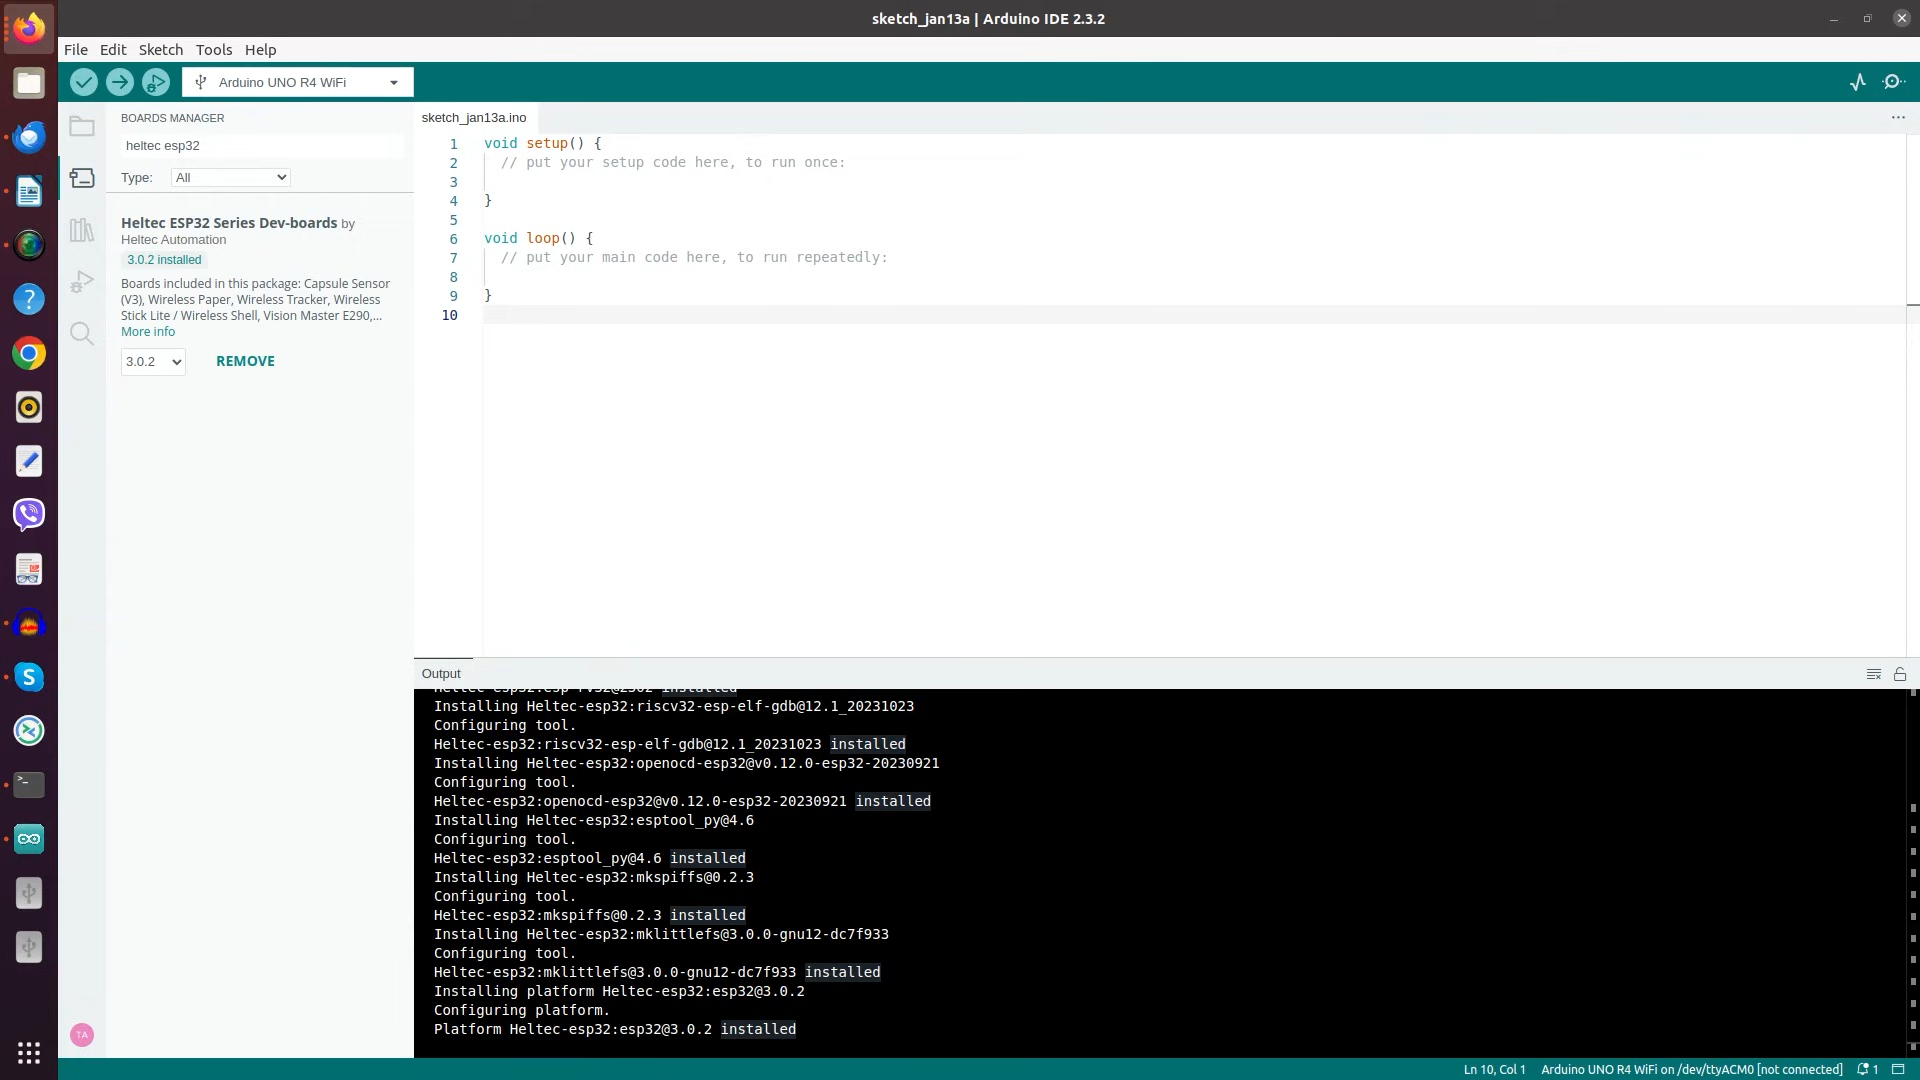 sketch_jan13a | Arduino IDE 2.3.2
File Edit Sketch Tools Help
Arduino UNO R4 WiFi
BOARDS MANAGER
heltec esp32
Type: All
Heltec ESP32 Series Dev-boards by
Heltec Automation
3.0.2 installed
Boards included in this package: Capsule Sensor
(V3), Wireless Paper, Wireless Tracker, Wireless
Stick Lite / Wireless Shell, Vision Master E290,...
More info
3.0.2 REMOVE
sketch_jan13a.ino
1 void setup() {
2 // put your setup code here, to run once:
3
4 }
5
6 void loop() {
7 // put your main code here, to run repeatedly:
8
9 }
10
Output
Heltec-esp32:esp-rv32@2302 installed
Installing Heltec-esp32:riscv32-esp-elf-gdb@12.1_20231023
Configuring tool.
Heltec-esp32:riscv32-esp-elf-gdb@12.1_20231023 installed
Installing Heltec-esp32:openocd-esp32@v0.12.0-esp32-20230921
Configuring tool.
Heltec-esp32:openocd-esp32@v0.12.0-esp32-20230921 installed
Installing Heltec-esp32:esptool_py@4.6
Configuring tool.
Heltec-esp32:esptool_py@4.6 installed
Installing Heltec-esp32:mkspiffs@0.2.3
Configuring tool.
Heltec-esp32:mkspiffs@0.2.3 installed
Installing Heltec-esp32:mklittlefs@3.0.0-gnu12-dc7f933
Configuring tool.
Heltec-esp32:mklittlefs@3.0.0-gnu12-dc7f933 installed
Installing platform Heltec-esp32:esp32@3.0.2
Configuring platform.
Platform Heltec-esp32:esp32@3.0.2 installed
TA
Ln 10, Col 1 Arduino UNO R4 WiFi on /dev/ttyACM0 [not connected] 1